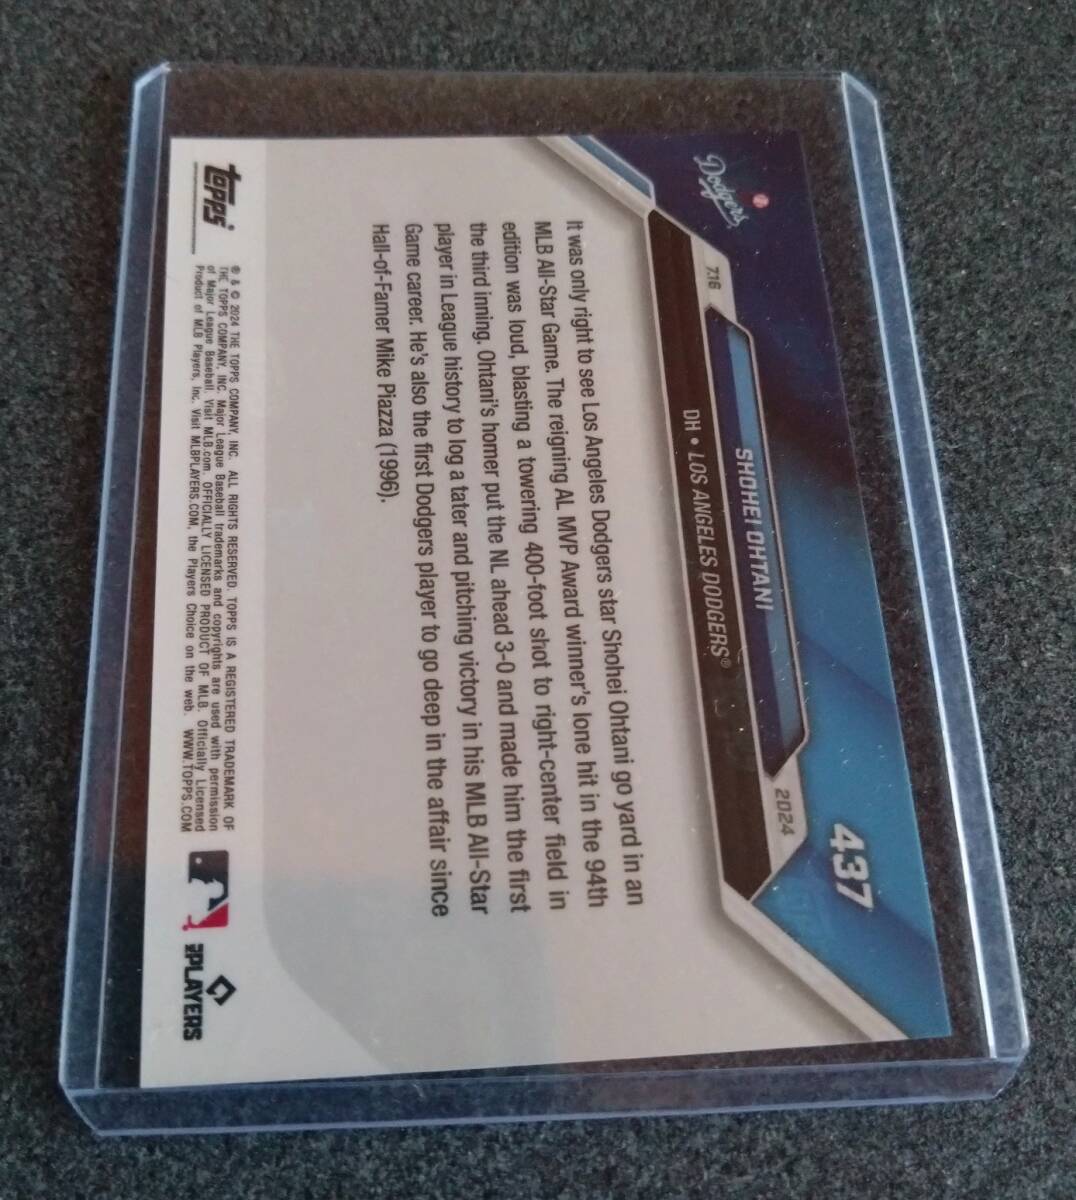 Dodgers
437
7.16
SHOHEI OHTANI
2024
DH • LOS ANGELES DODGERS®
It was only right to see Los Angeles Dodgers star Shohei Ohtani go yard in an
MLB All-Star Game. The reigning AL MVP Award winner's lone hit in the 94th
edition was loud, blasting a towering 400-foot shot to right-center field in
the third inning. Ohtani's homer put the NL ahead 3-0 and made him the first
player in League history to log a tater and pitching victory in his MLB All-Star
Game career. He's also the first Dodgers player to go deep in the affair since
Hall-of-Famer Mike Piazza (1996).
topps
® & © 2024 THE TOPPS COMPANY, INC. ALL RIGHTS RESERVED. TOPPS IS A REGISTERED TRADEMARK OF
THE TOPPS COMPANY, INC. Major League Baseball trademarks and copyrights are used with permission
of Major League Baseball. Visit MLB.com. OFFICIALLY LICENSED PRODUCT OF MLB. Officially Licensed
Product of MLB Players, Inc. Visit MLBPLAYERS.COM, the Players Choice on the web. WWW.TOPPS.COM
MLB PLAYERS